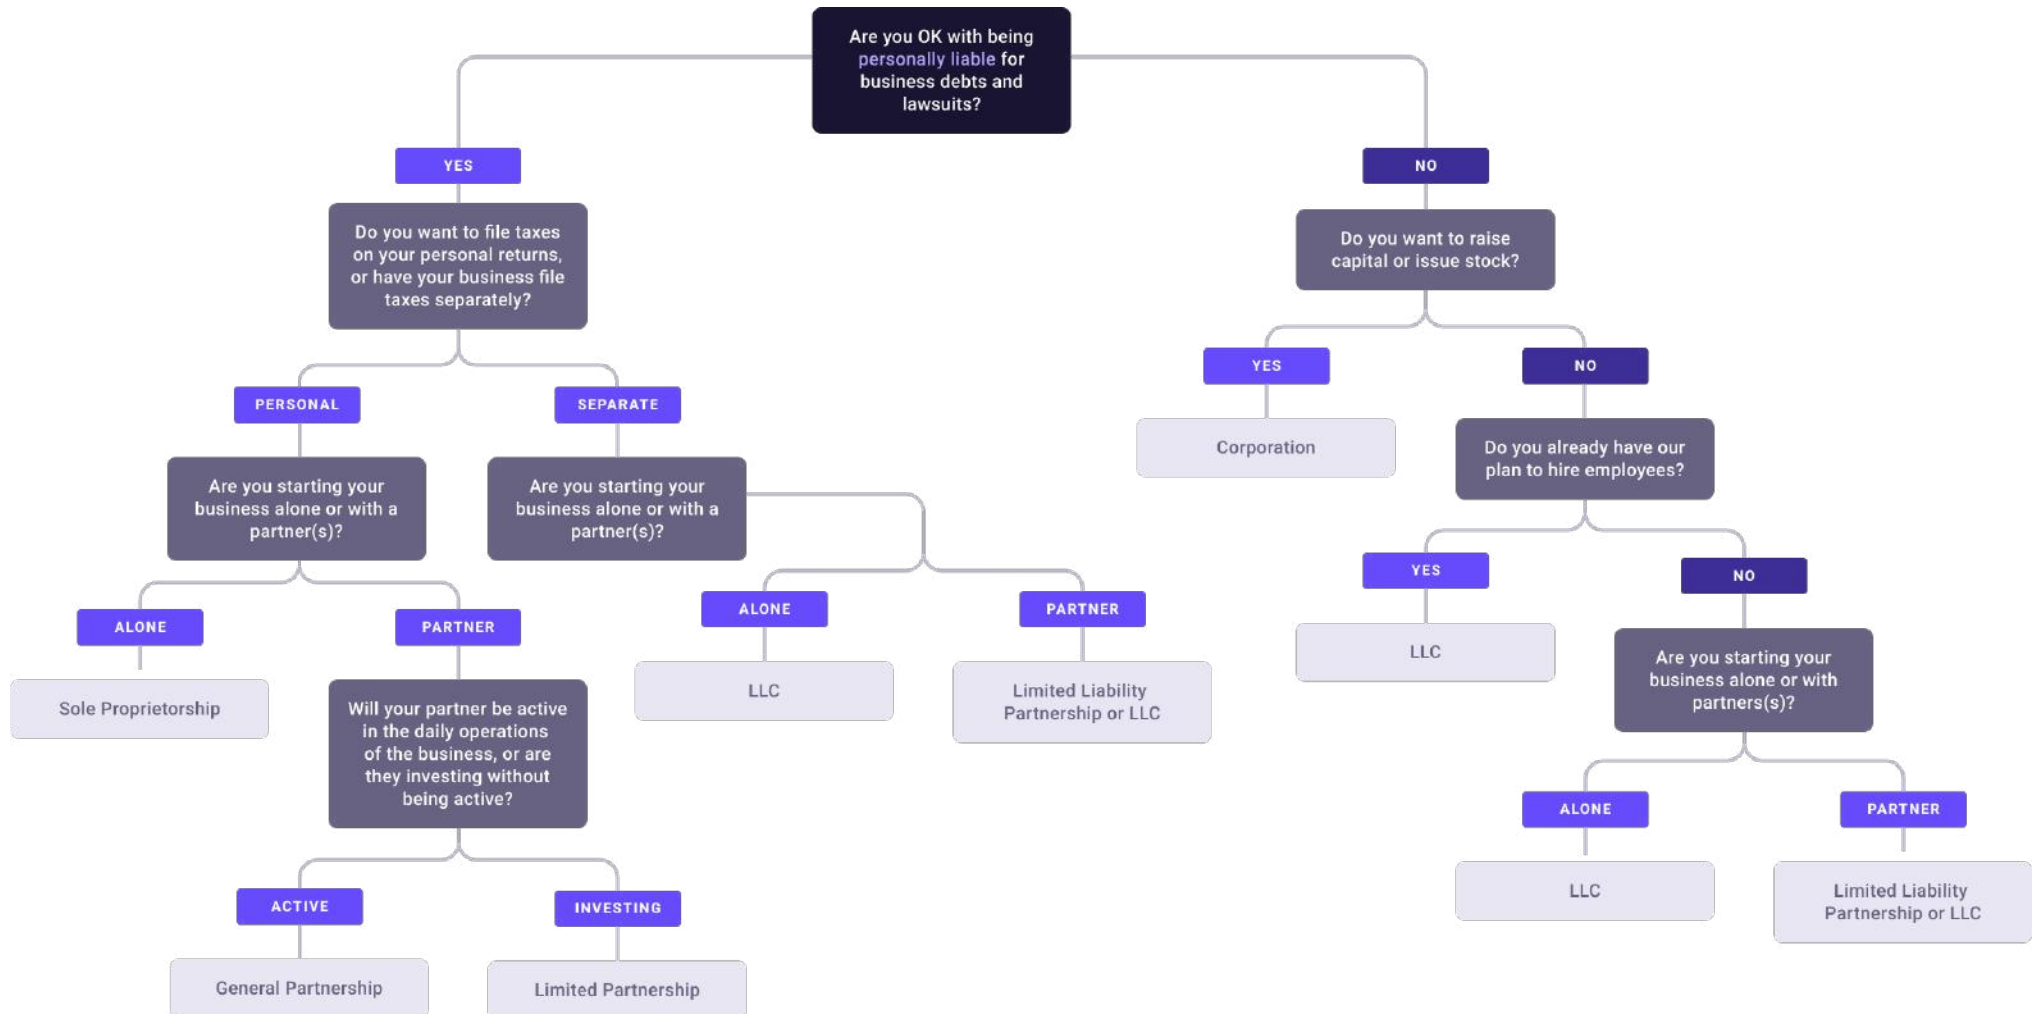 Are you OK with being
personally liable for
business debts and
lawsuits?
YES
NO
Do you want to file taxes
on your personal returns,
or have your business file
taxes separately?
Do you want to raise
capital or issue stock?
YES
NO
PERSONAL
SEPARATE
Corporation
Do you already have our
plan to hire employees?
Are you starting your
business alone or with a
partner(s)?
Are you starting your
business alone or with a
partner(s)?
YES
NO
ALONE
PARTNER
ALONE
PARTNER
LLC
Are you starting your
business alone or with
partners(s)?
Sole Proprietorship
Will your partner be active
in the daily operations
of the business, or are
they investing without
being active?
LLC
Limited Liability
Partnership or LLC
ALONE
PARTNER
ACTIVE
INVESTING
LLC
Limited Liability
Partnership or LLC
General Partnership
Limited Partnership